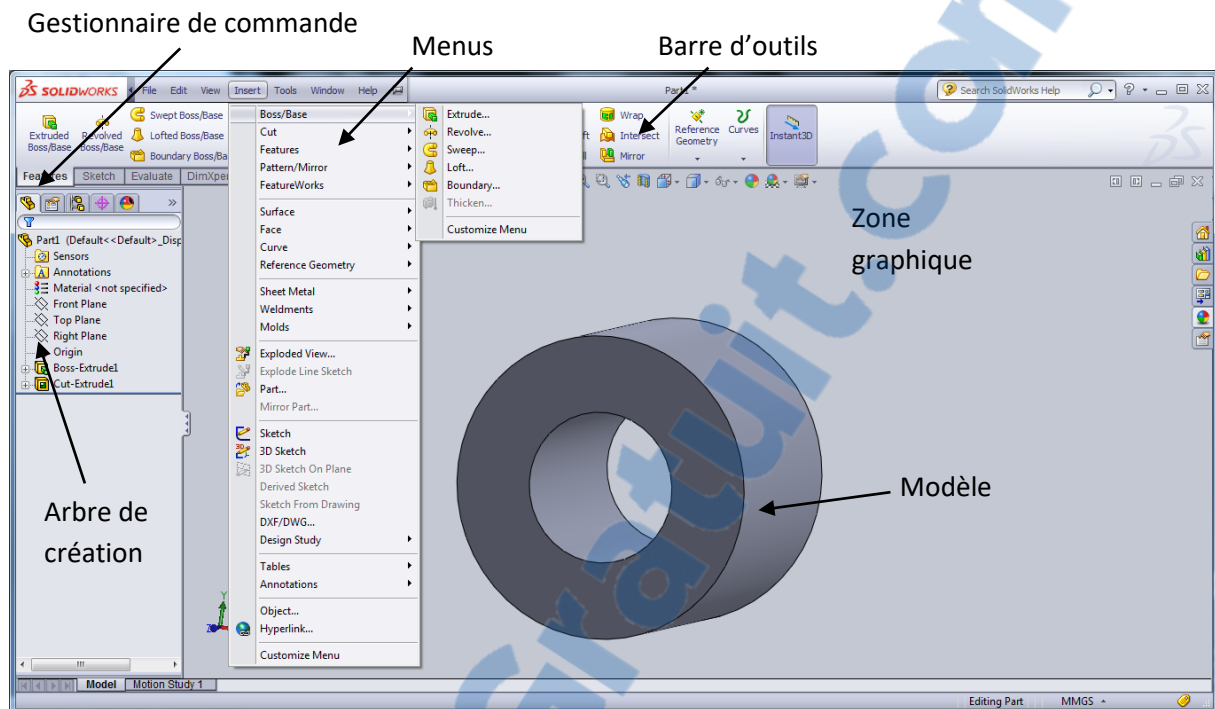 Gestionnaire de commande
Menus
Barre d’outils
SOLIDWORKS
File Edit View Insert Tools Window Help
Part1 *
Search SolidWorks Help
Extruded Boss/Base
Revolved Boss/Base
Swept Boss/Base
Lofted Boss/Base
Boundary Boss/Ba
Wrap
Intersect
Mirror
Reference Geometry
Curves
Instant3D
Features Sketch Evaluate DimXpe
Part1 (Default<<Default>_Disp
Sensors
Annotations
Material <not specified>
Front Plane
Top Plane
Right Plane
Origin
Boss-Extrude1
Cut-Extrude1
Boss/Base
Cut
Features
Pattern/Mirror
FeatureWorks
Surface
Face
Curve
Reference Geometry
Sheet Metal
Weldments
Molds
Exploded View...
Explode Line Sketch
Part...
Mirror Part...
Sketch
3D Sketch
3D Sketch On Plane
Derived Sketch
Sketch From Drawing
DXF/DWG...
Design Study
Tables
Annotations
Object...
Hyperlink...
Customize Menu
Extrude...
Revolve...
Sweep...
Loft...
Boundary...
Thicken...
Customize Menu
Zone
graphique
Modèle
Arbre de
création
Y
Z
Model Motion Study 1
Editing Part MMGS
Gratuit.com